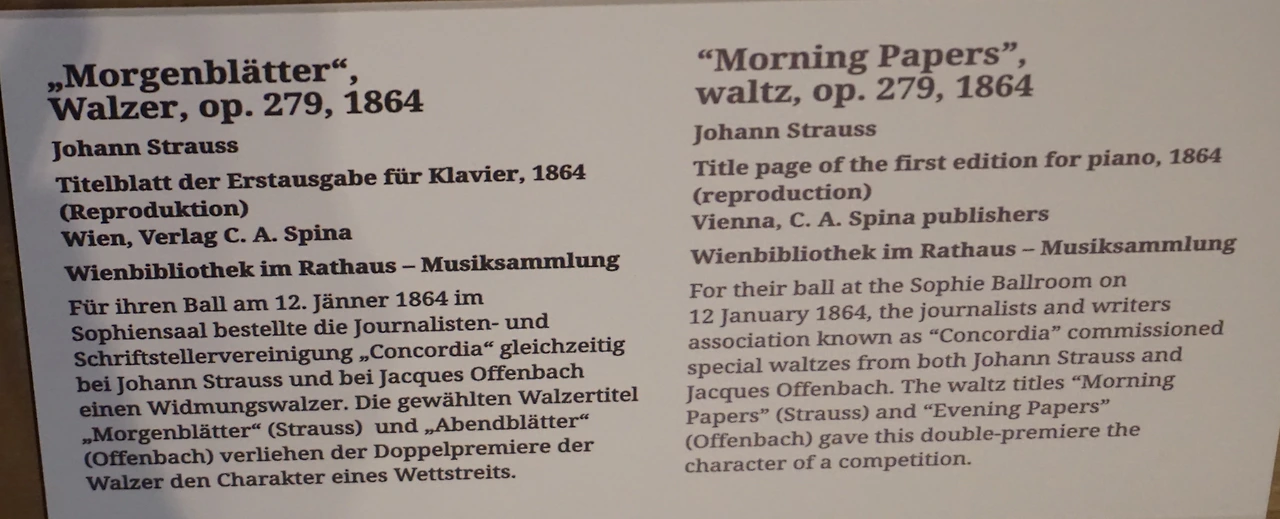 „Morgenblätter“,
Walzer, op. 279, 1864
Johann Strauss
Titelblatt der Erstausgabe für Klavier, 1864
(Reproduktion)
Wien, Verlag C. A. Spina
Wienbibliothek im Rathaus – Musiksammlung
Für ihren Ball am 12. Jänner 1864 im
Sophiensaal bestellte die Journalisten- und
Schriftstellervereinigung „Concordia“ gleichzeitig
bei Johann Strauss und bei Jacques Offenbach
einen Widmungswalzer. Die gewählten Walzertitel
„Morgenblätter“ (Strauss) und „Abendblätter“
(Offenbach) verliehen der Doppelpremiere der
Walzer den Charakter eines Wettstreits.
“Morning Papers”,
waltz, op. 279, 1864
Johann Strauss
Title page of the first edition for piano, 1864
(reproduction)
Vienna, C. A. Spina publishers
Wienbibliothek im Rathaus – Musiksammlung
For their ball at the Sophie Ballroom on
12 January 1864, the journalists and writers
association known as “Concordia” commissioned
special waltzes from both Johann Strauss and
Jacques Offenbach. The waltz titles “Morning
Papers” (Strauss) and “Evening Papers”
(Offenbach) gave this double-premiere the
character of a competition.